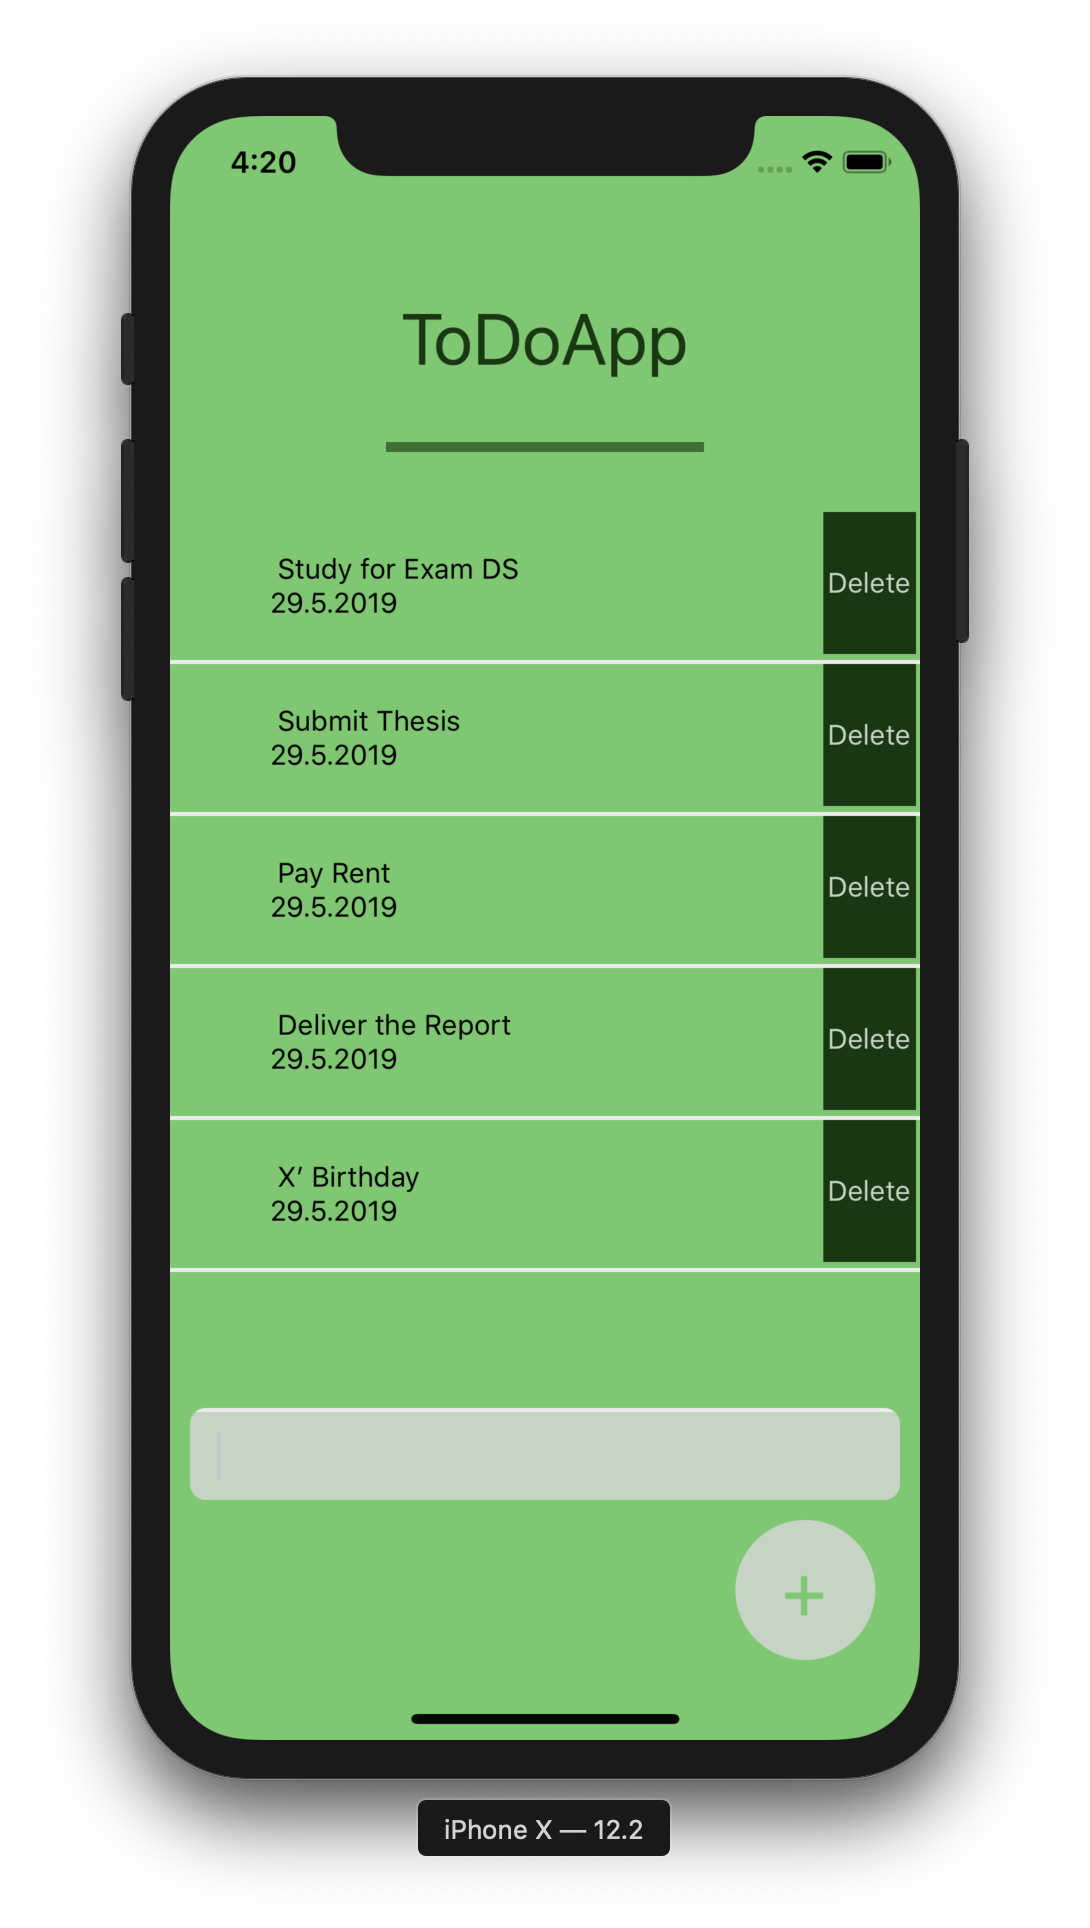 4:20
ToDoApp
Study for Exam DS
29.5.2019
Delete
Submit Thesis
29.5.2019
Delete
Pay Rent
29.5.2019
Delete
Deliver the Report
29.5.2019
Delete
X’ Birthday
29.5.2019
Delete
+
iPhone X — 12.2